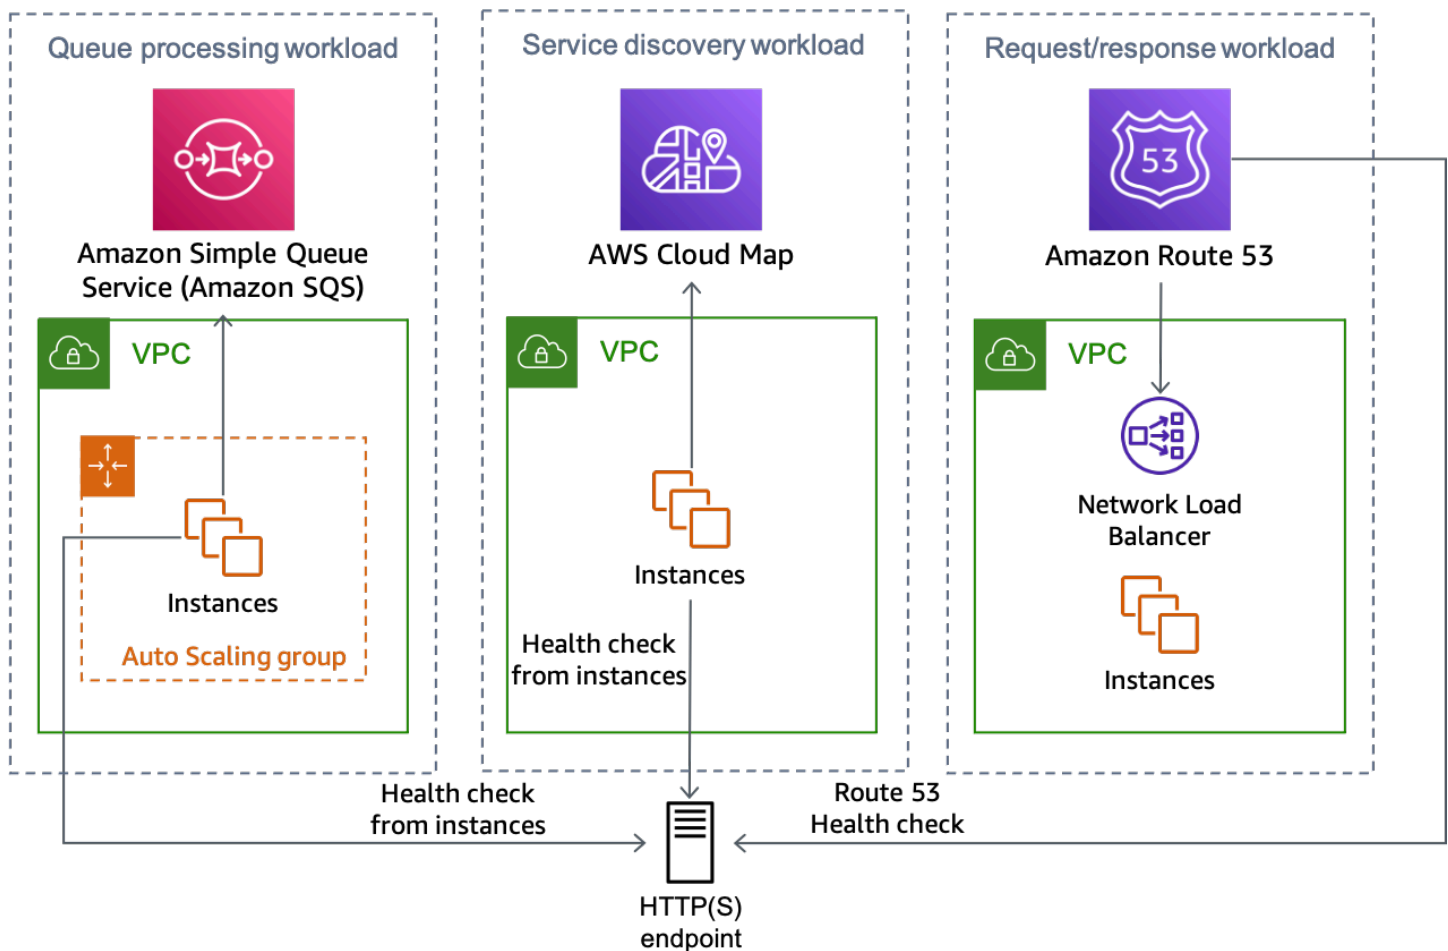 Queue processing workload
Amazon Simple Queue
Service (Amazon SQS)
VPC
Instances
Auto Scaling group
Service discovery workload
AWS Cloud Map
VPC
Instances
Health check
from instances
Request/response workload
53
Amazon Route 53
VPC
Network Load
Balancer
Instances
Health check
from instances
Route 53
Health check
HTTP(S)
endpoint